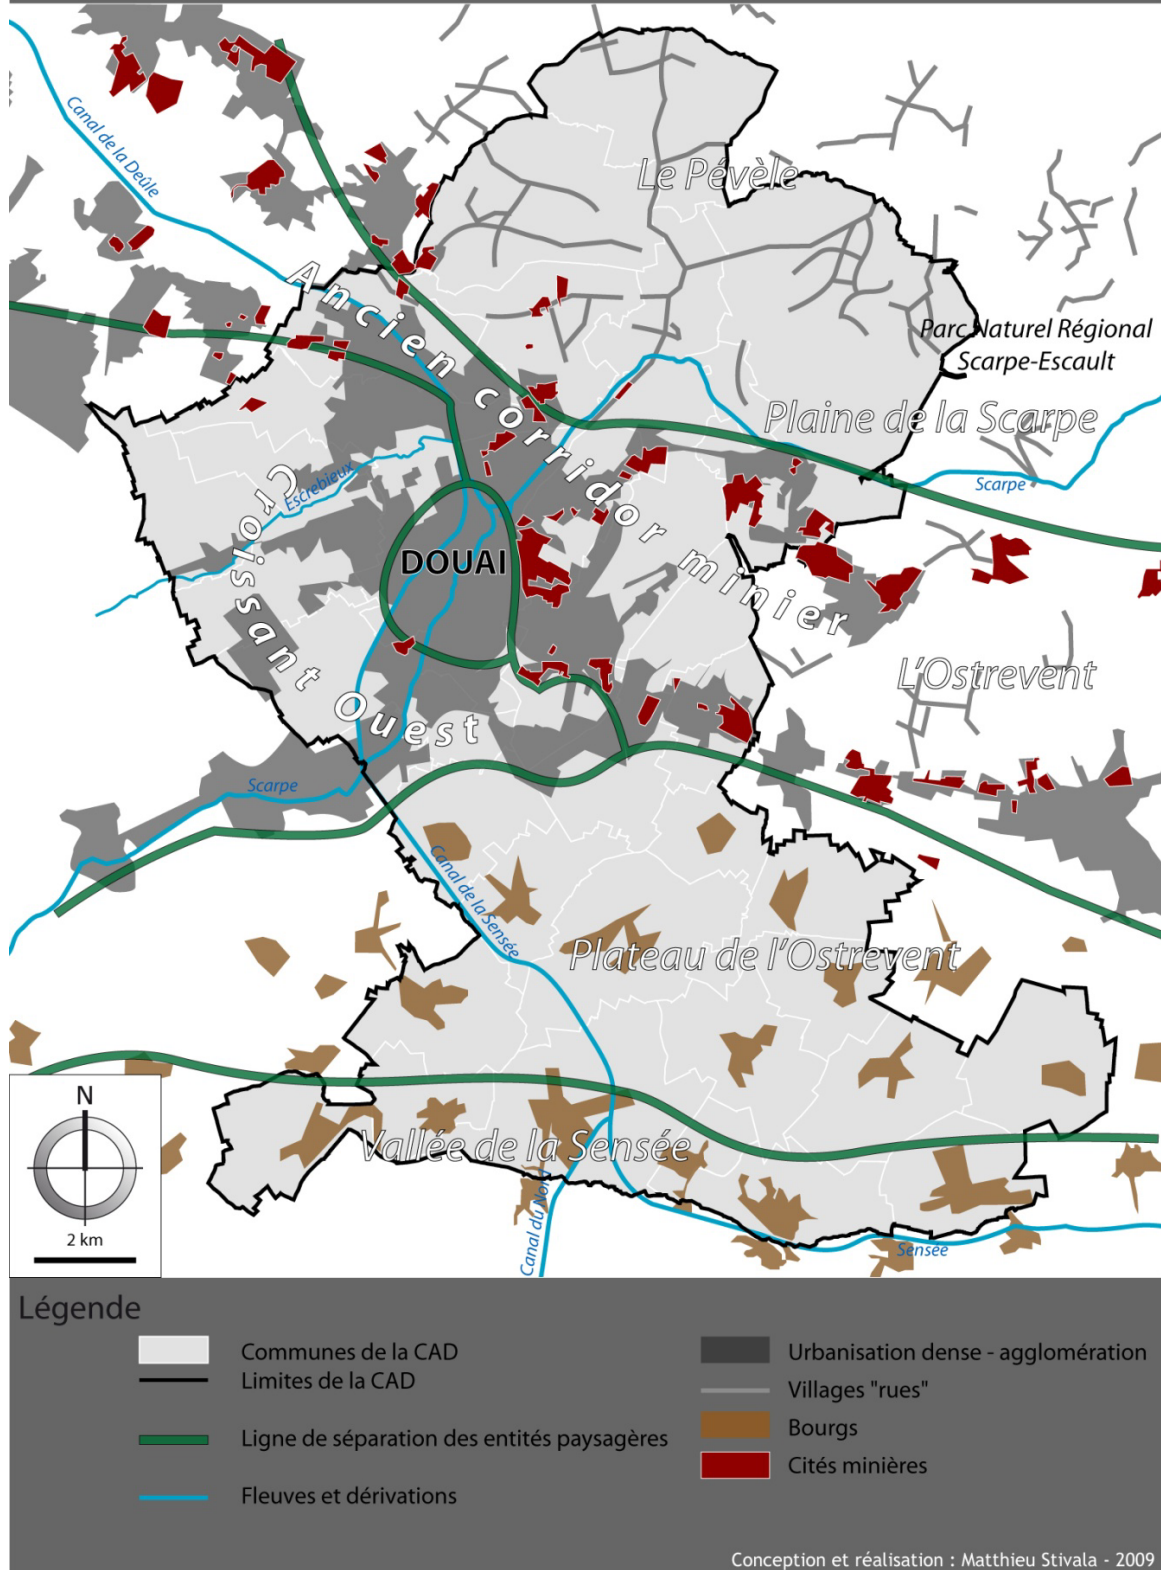 Canal de la Deûle
Le Pévèle
Ancien corridor minier
Parc Naturel Régional
Scarpe-Escault
Plaine de la Scarpe
Escrebieux
Scarpe
Croissant Ouest
DOUAI
L'Ostrevent
Scarpe
Canal de la Sensée
Plateau de l'Ostrevent
N
2 km
Vallée de la Sensée
Canal du Nord
Sensée
Légende
Communes de la CAD
Limites de la CAD
Ligne de séparation des entités paysagères
Fleuves et dérivations
Urbanisation dense - agglomération
Villages "rues"
Bourgs
Cités minières
Conception et réalisation : Matthieu Stivala - 2009